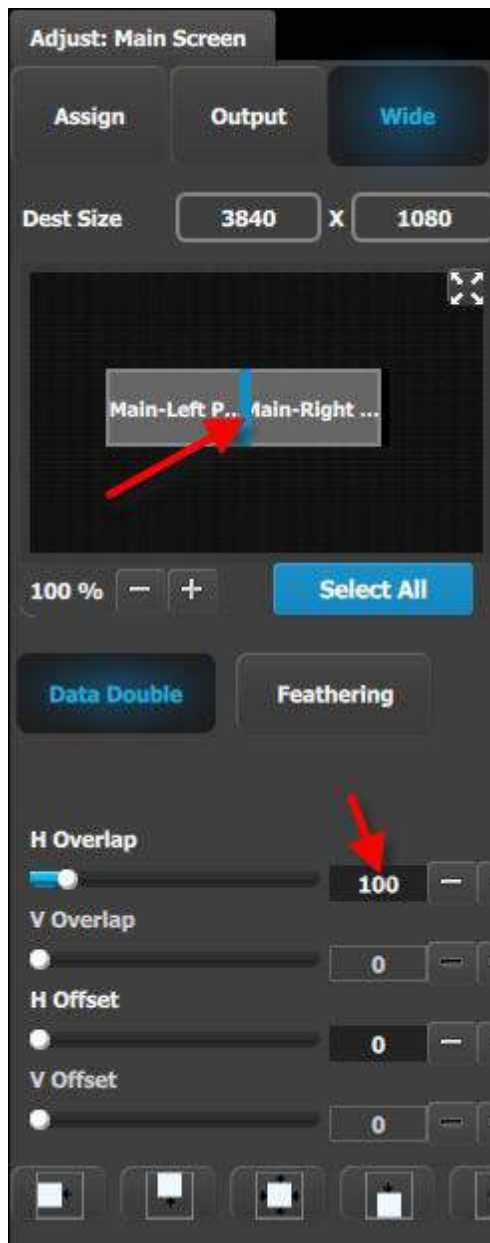 Adjust: Main Screen
Assign Output Wide
Dest Size 3840 X 1080
Main-Left P... Main-Right ...
100 % − + Select All
Data Double Feathering
H Overlap
100 −
V Overlap
0 −
H Offset
0 −
V Offset
0 −